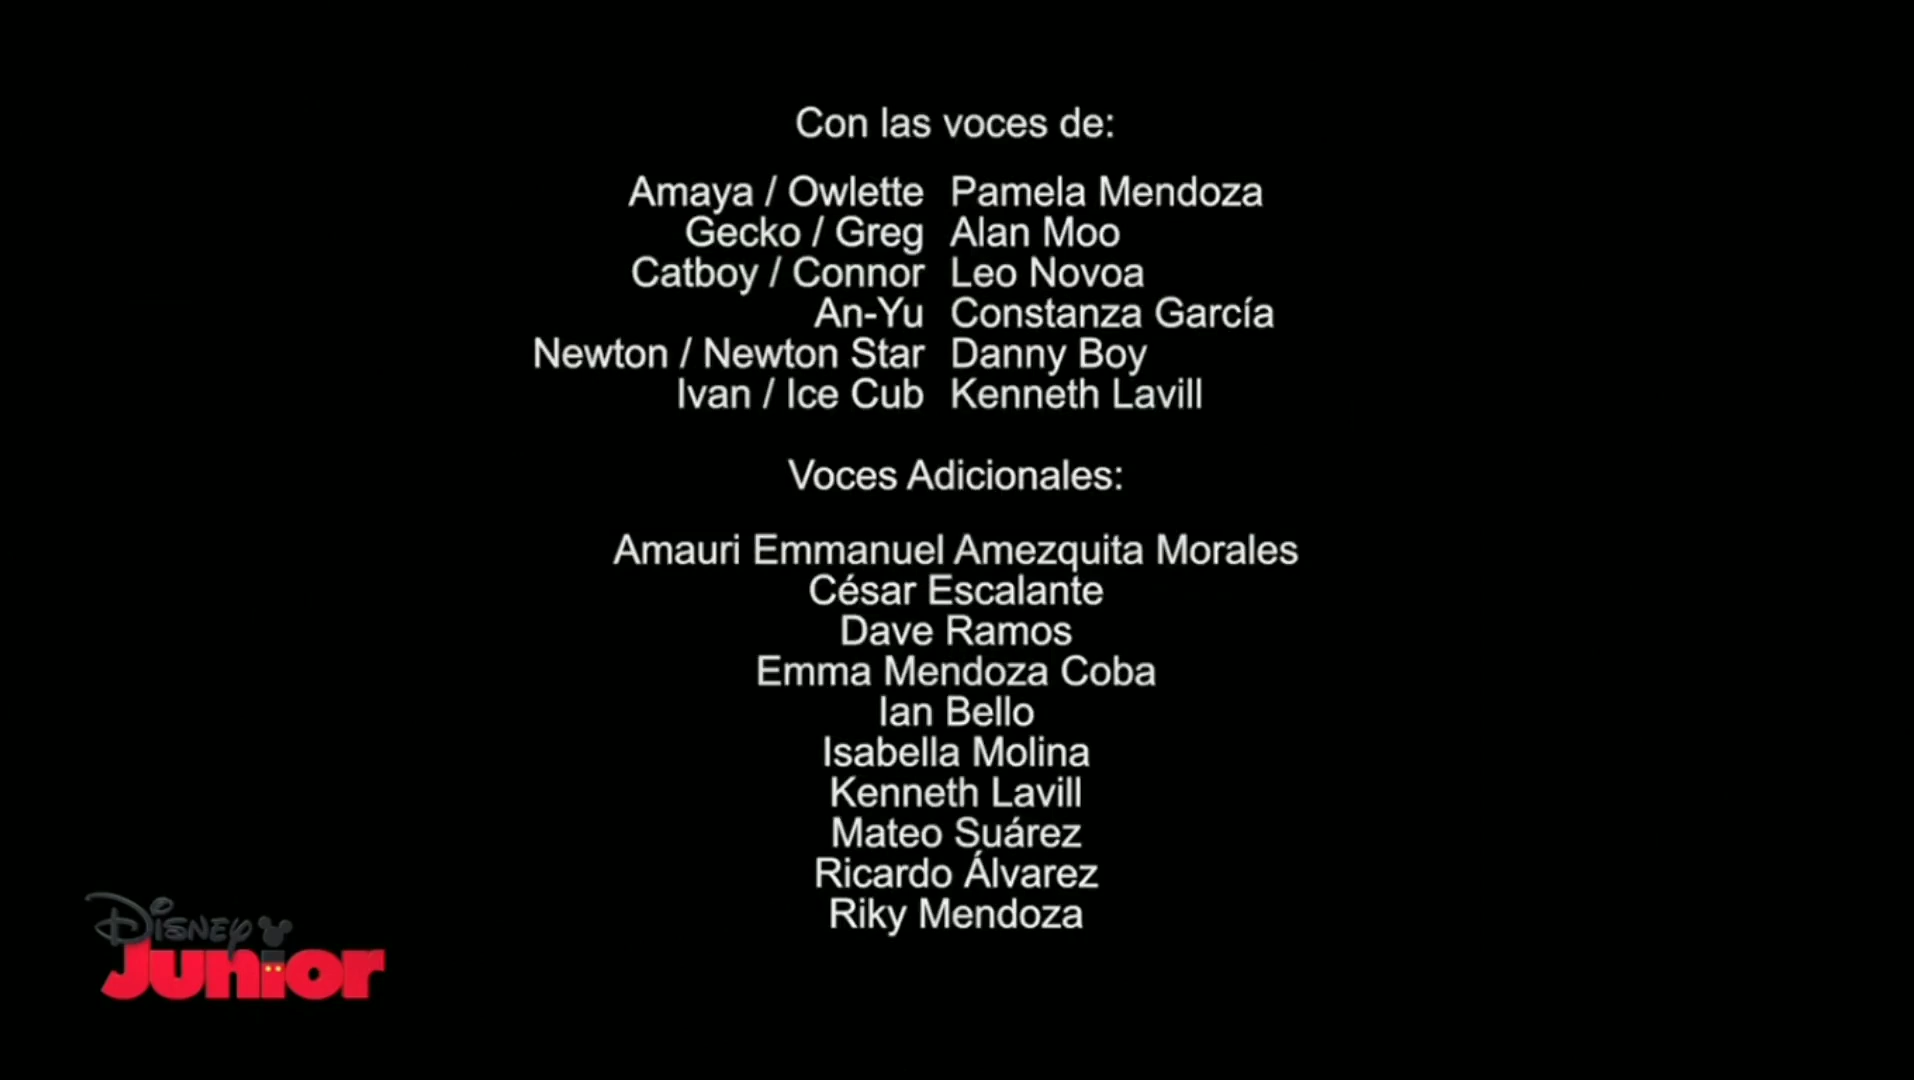 Con las voces de:
Amaya / Owlette Pamela Mendoza
Gecko / Greg Alan Moo
Catboy / Connor Leo Novoa
An-Yu Constanza García
Newton / Newton Star Danny Boy
Ivan / Ice Cub Kenneth Lavill
Voces Adicionales:
Amauri Emmanuel Amezquita Morales
César Escalante
Dave Ramos
Emma Mendoza Coba
Ian Bello
Isabella Molina
Kenneth Lavill
Mateo Suárez
Ricardo Álvarez
Riky Mendoza
Disney
Junior